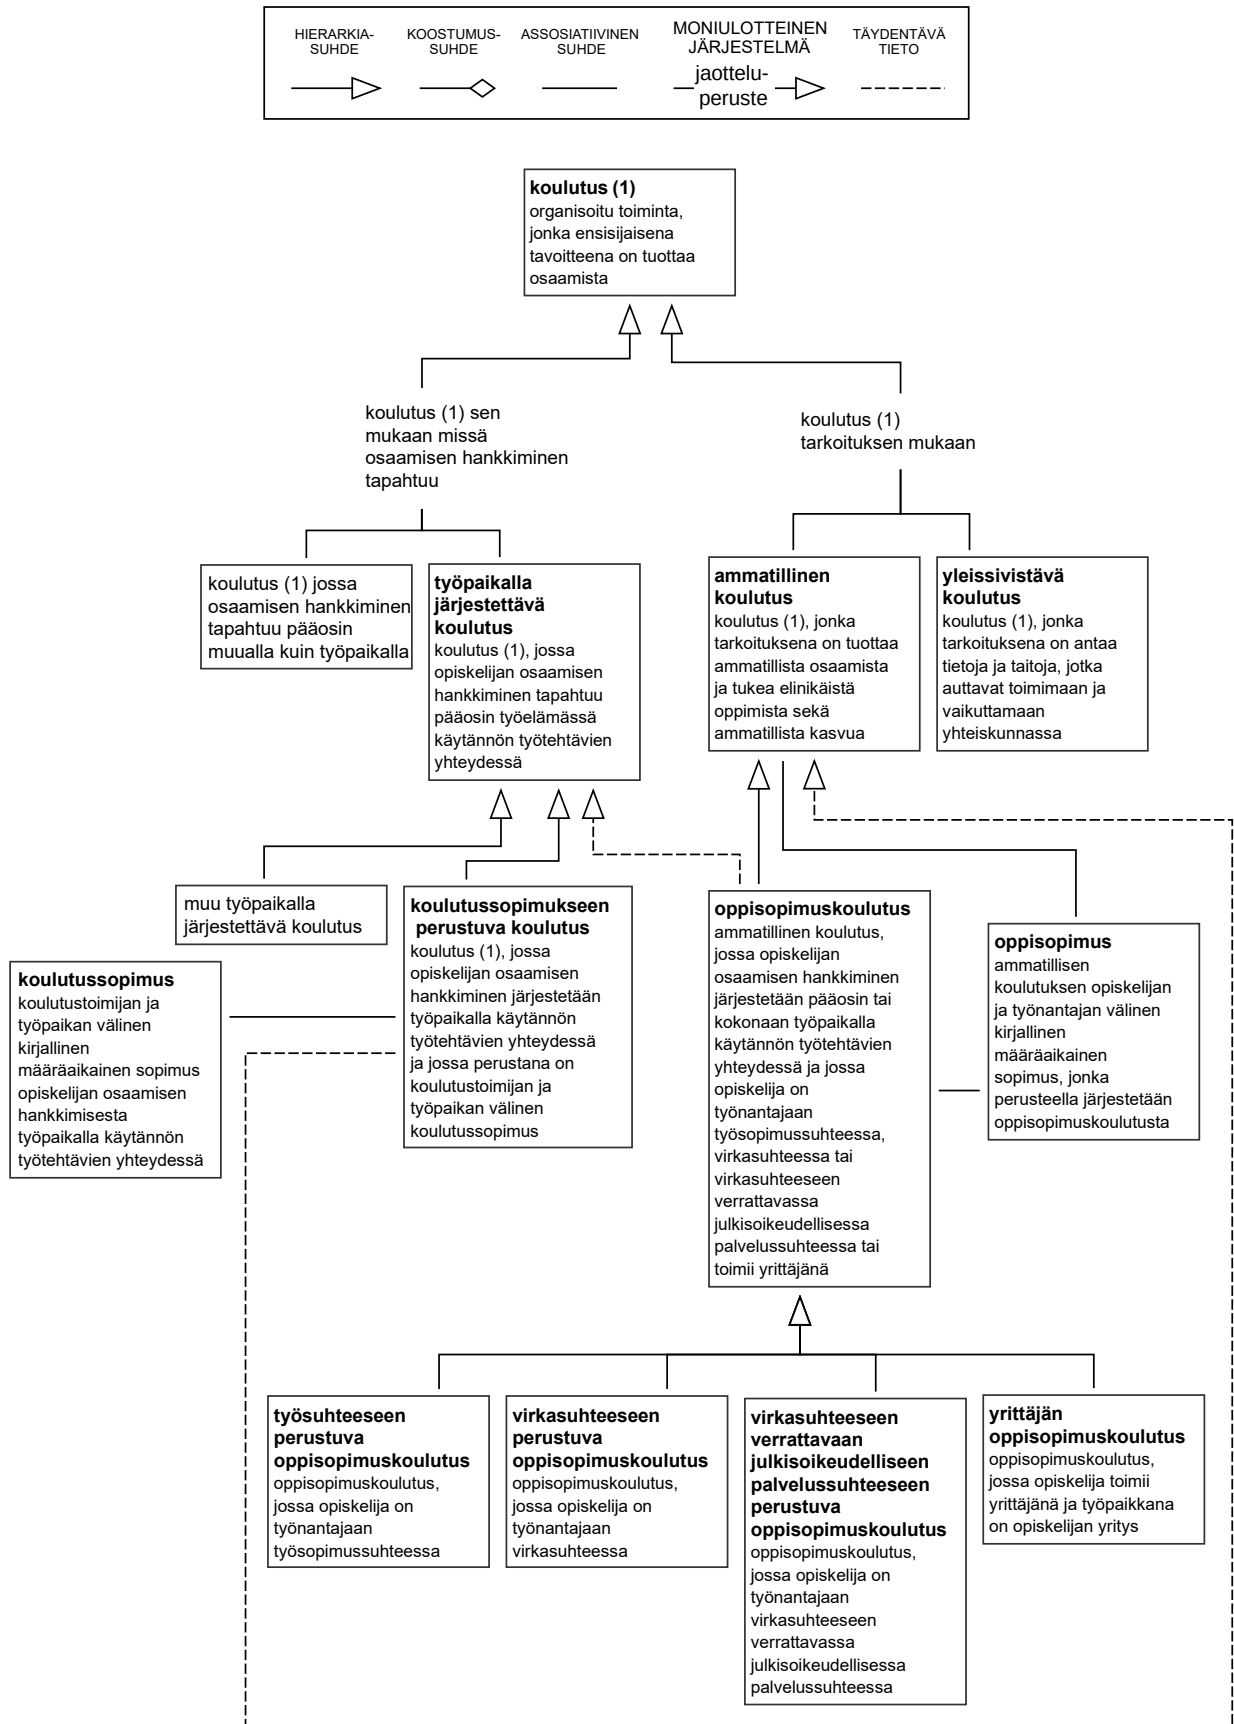 HIERARKIA-
SUHDE
KOOSTUMUS-
SUHDE
ASSOSIATIIVINEN
SUHDE
MONIULOTTEINEN
JÄRJESTELMÄ
jaottelu-
peruste
TÄYDENTÄVÄ
TIETO
koulutus (1)
organisoitu toiminta,
jonka ensisijaisena
tavoitteena on tuottaa
osaamista
koulutus (1) sen
mukaan missä
osaamisen hankkiminen
tapahtuu
koulutus (1)
tarkoituksen mukaan
koulutus (1) jossa
osaamisen hankkiminen
tapahtuu pääosin
muualla kuin työpaikalla
työpaikalla
järjestettävä
koulutus
koulutus (1), jossa
opiskelijan osaamisen
hankkiminen tapahtuu
pääosin työelämässä
käytännön työtehtävien
yhteydessä
ammatillinen
koulutus
koulutus (1), jonka
tarkoituksena on tuottaa
ammatillista osaamista
ja tukea elinikäistä
oppimista sekä
ammatillista kasvua
yleissivistävä
koulutus
koulutus (1), jonka
tarkoituksena on antaa
tietoja ja taitoja, jotka
auttavat toimimaan ja
vaikuttamaan
yhteiskunnassa
muu työpaikalla
järjestettävä koulutus
koulutussopimus
koulutustoimijan ja
työpaikan välinen
kirjallinen
määräaikainen sopimus
opiskelijan osaamisen
hankkimisesta
työpaikalla käytännön
työtehtävien yhteydessä
koulutussopimukseen
perustuva koulutus
koulutus (1), jossa
opiskelijan osaamisen
hankkiminen järjestetään
työpaikalla käytännön
työtehtävien yhteydessä
ja jossa perustana on
koulutustoimijan ja
työpaikan välinen
koulutussopimus
oppisopimuskoulutus
ammatillinen koulutus,
jossa opiskelijan
osaamisen hankkiminen
järjestetään pääosin tai
kokonaan työpaikalla
käytännön työtehtävien
yhteydessä ja jossa
opiskelija on
työnantajaan
työsopimussuhteessa,
virkasuhteessa tai
virkasuhteeseen
verrattavassa
julkisoikeudellisessa
palvelussuhteessa tai
toimii yrittäjänä
oppisopimus
ammatillisen
koulutuksen opiskelijan
ja työnantajan välinen
kirjallinen
määräaikainen
sopimus, jonka
perusteella järjestetään
oppisopimuskoulutusta
työsuhteeseen
perustuva
oppisopimuskoulutus
oppisopimuskoulutus,
jossa opiskelija on
työnantajaan
työsopimussuhteessa
virkasuhteeseen
perustuva
oppisopimuskoulutus
oppisopimuskoulutus,
jossa opiskelija on
työnantajaan
virkasuhteessa
virkasuhteeseen
verrattavaan
julkisoikeudelliseen
palvelussuhteeseen
perustuva
oppisopimuskoulutus
oppisopimuskoulutus,
jossa opiskelija on
työnantajaan
virkasuhteeseen
verrattavassa
julkisoikeudellisessa
palvelussuhteessa
yrittäjän
oppisopimuskoulutus
oppisopimuskoulutus,
jossa opiskelija toimii
yrittäjänä ja työpaikkana
on opiskelijan yritys